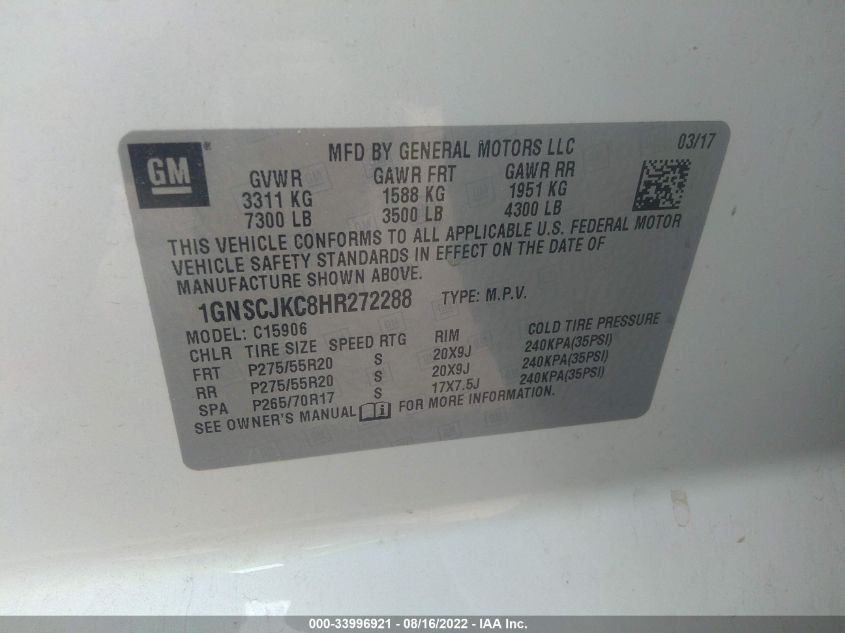 GM ®
MFD BY GENERAL MOTORS LLC 03/17
GVWR GAWR FRT GAWR RR
3311 KG 1588 KG 1951 KG
7300 LB 3500 LB 4300 LB
THIS VEHICLE CONFORMS TO ALL APPLICABLE U.S. FEDERAL MOTOR
VEHICLE SAFETY STANDARDS IN EFFECT ON THE DATE OF
MANUFACTURE SHOWN ABOVE.
1GNSCJKC8HR272288 TYPE: M.P.V.
MODEL: C15906
CHLR TIRE SIZE SPEED RTG RIM COLD TIRE PRESSURE
FRT P275/55R20 S 20X9J 240KPA(35PSI)
RR P275/55R20 S 20X9J 240KPA(35PSI)
SPA P265/70R17 S 17X7.5J 240KPA(35PSI)
SEE OWNER'S MANUAL i FOR MORE INFORMATION.
000-33996921 - 08/16/2022 - IAA Inc.